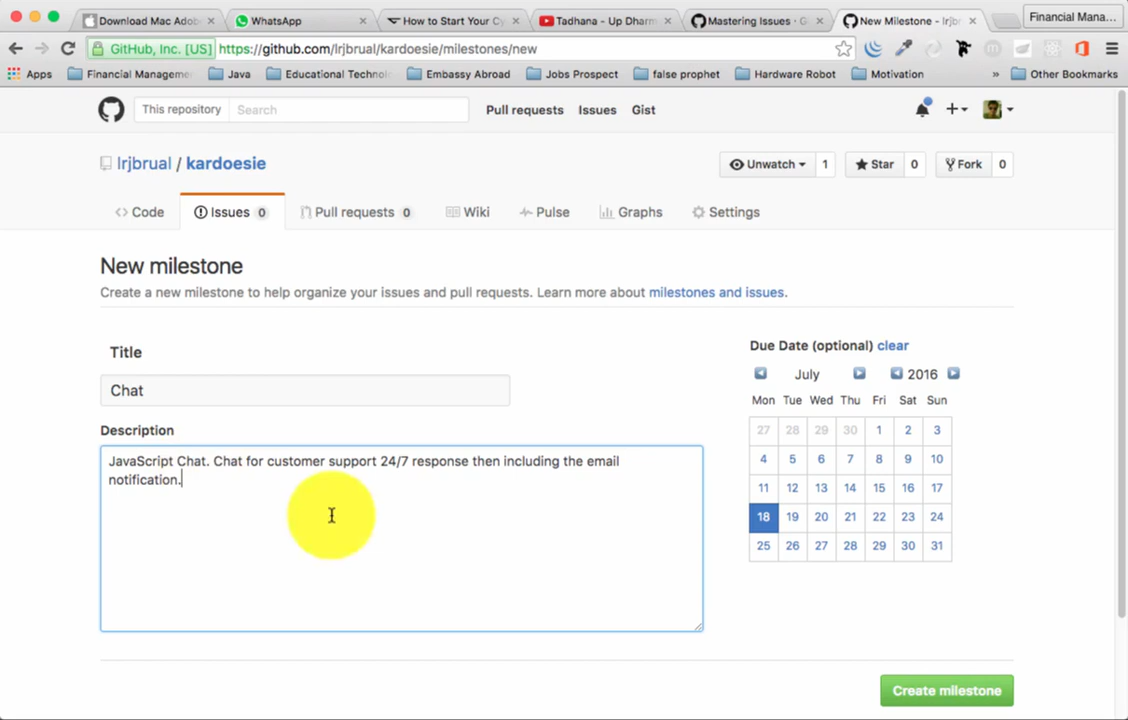 Download Mac Adob
WhatsApp
How to Start Your C
Tadhana - Up Dharm
Mastering Issues · G
New Milestone - lrjbr
Financial Mana...
GitHub, Inc. [US]
https://github.com/lrjbrual/kardoesie/milestones/new
Apps
Financial Manageme
Java
Educational Technol
Embassy Abroad
Jobs Prospect
false prophet
Hardware Robot
Motivation
»
Other Bookmarks
This repository
Search
Pull requests
Issues
Gist
lrjbrual / kardoesie
Unwatch 1
Star 0
Fork 0
Code
Issues 0
Pull requests 0
Wiki
Pulse
Graphs
Settings
New milestone
Create a new milestone to help organize your issues and pull requests. Learn more about milestones and issues.
Title
Chat
Description
JavaScript Chat. Chat for customer support 24/7 response then including the email
notification.
Due Date (optional) clear
July 2016
Mon Tue Wed Thu Fri Sat Sun
27 28 29 30 1 2 3
4 5 6 7 8 9 10
11 12 13 14 15 16 17
18 19 20 21 22 23 24
25 26 27 28 29 30 31
Create milestone